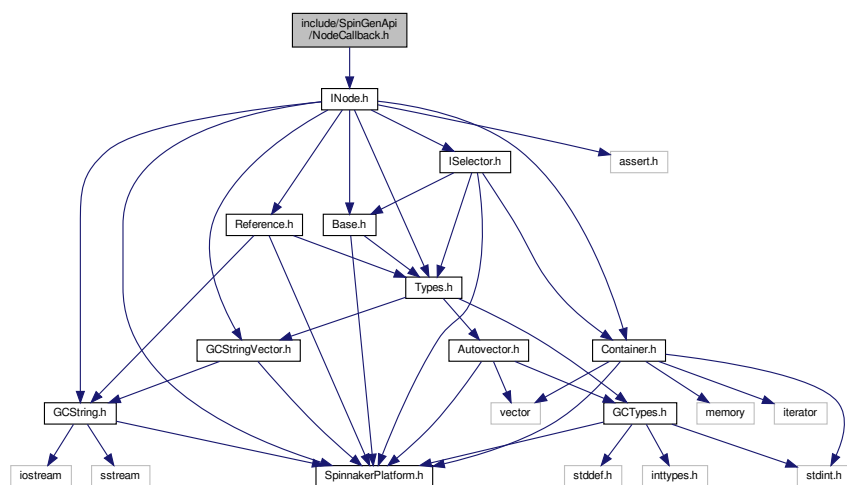 include/SpinGenApi
/NodeCallback.h
INode.h
ISelector.h
assert.h
Reference.h
Base.h
Types.h
GCStringVector.h
Autovector.h
Container.h
GCString.h
vector
GCTypes.h
memory
iterator
iostream
sstream
SpinnakerPlatform.h
stddef.h
inttypes.h
stdint.h